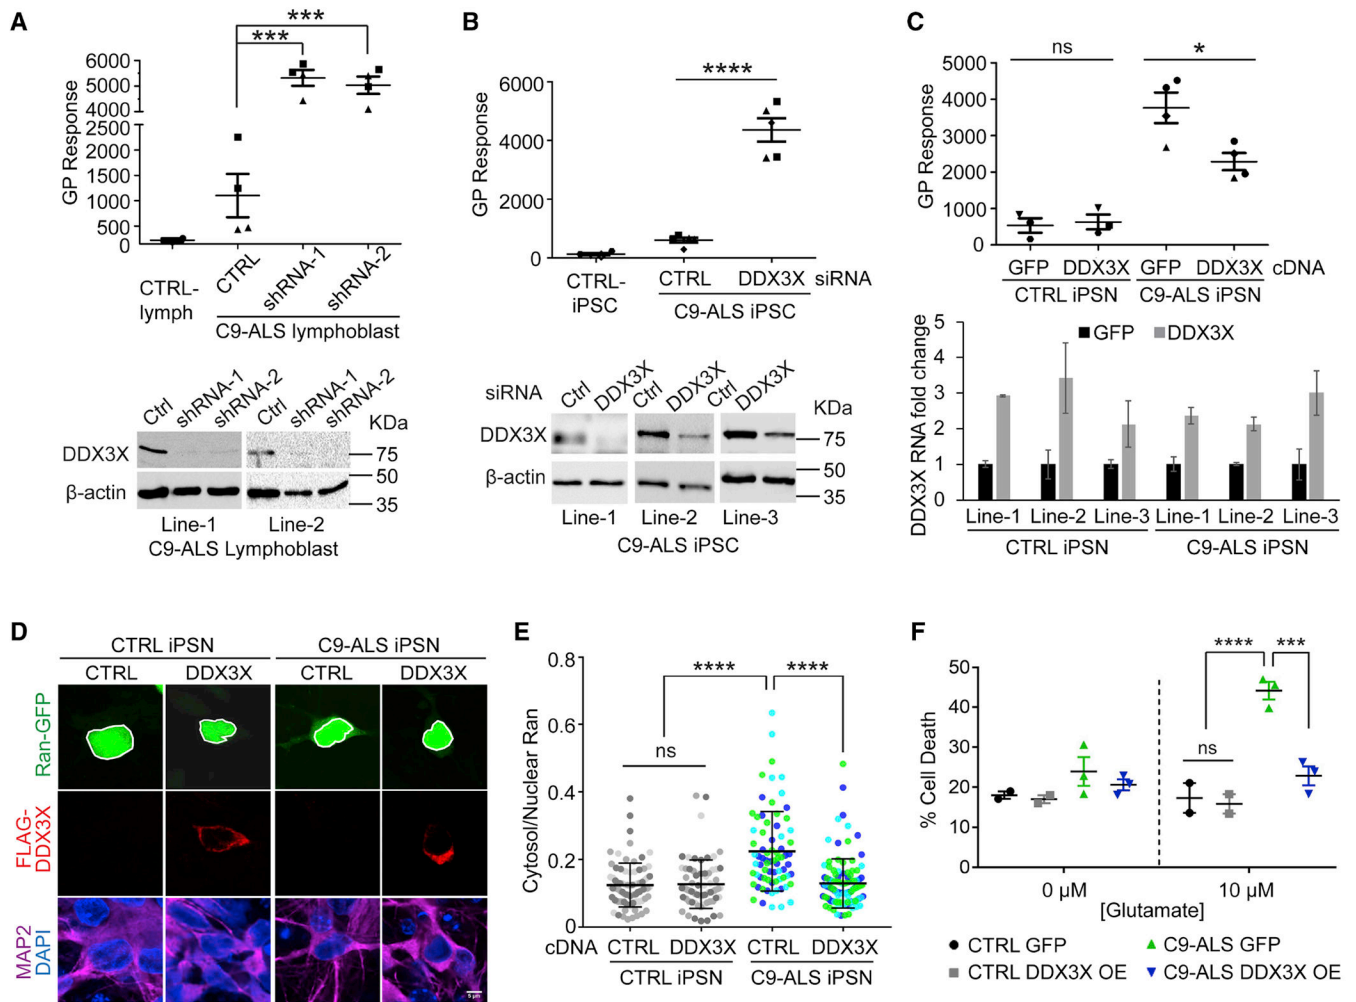 A
***
***
GP Response
6000
5000
4000
2500
2000
1500
1000
500
0
CTRL-
lymph
CTRL
shRNA-1
shRNA-2
C9-ALS lymphoblast
Ctrl
shRNA-1
shRNA-2
Ctrl
shRNA-1
shRNA-2
KDa
DDX3X
75
50
β-actin
35
Line-1
Line-2
C9-ALS Lymphoblast
B
****
GP Response
6000
4000
2000
0
CTRL-
iPSC
CTRL
DDX3X
siRNA
C9-ALS iPSC
siRNA
Ctrl
DDX3X
Ctrl
DDX3X
Ctrl
DDX3X
KDa
DDX3X
75
β-actin
50
35
Line-1
Line-2
Line-3
C9-ALS iPSC
C
ns
*
GP Response
5000
4000
3000
2000
1000
0
GFP DDX3X GFP DDX3X cDNA
CTRL iPSN C9-ALS iPSN
DDX3X RNA fold change
5
4
3
2
1
0
GFP DDX3X
Line-1 Line-2 Line-3 Line-1 Line-2 Line-3
CTRL iPSN C9-ALS iPSN
D
CTRL iPSN C9-ALS iPSN
CTRL DDX3X CTRL DDX3X
Ran-GFP
FLAG-
DDX3X
MAP2
DAPI
5 µm
E
****
****
ns
Cytosol/Nuclear Ran
0.8
0.6
0.4
0.2
0
cDNA CTRL DDX3X CTRL DDX3X
CTRL iPSN C9-ALS iPSN
F
****
***
ns
% Cell Death
50
40
30
20
10
0
0 µM 10 µM
[Glutamate]
CTRL GFP C9-ALS GFP
CTRL DDX3X OE C9-ALS DDX3X OE